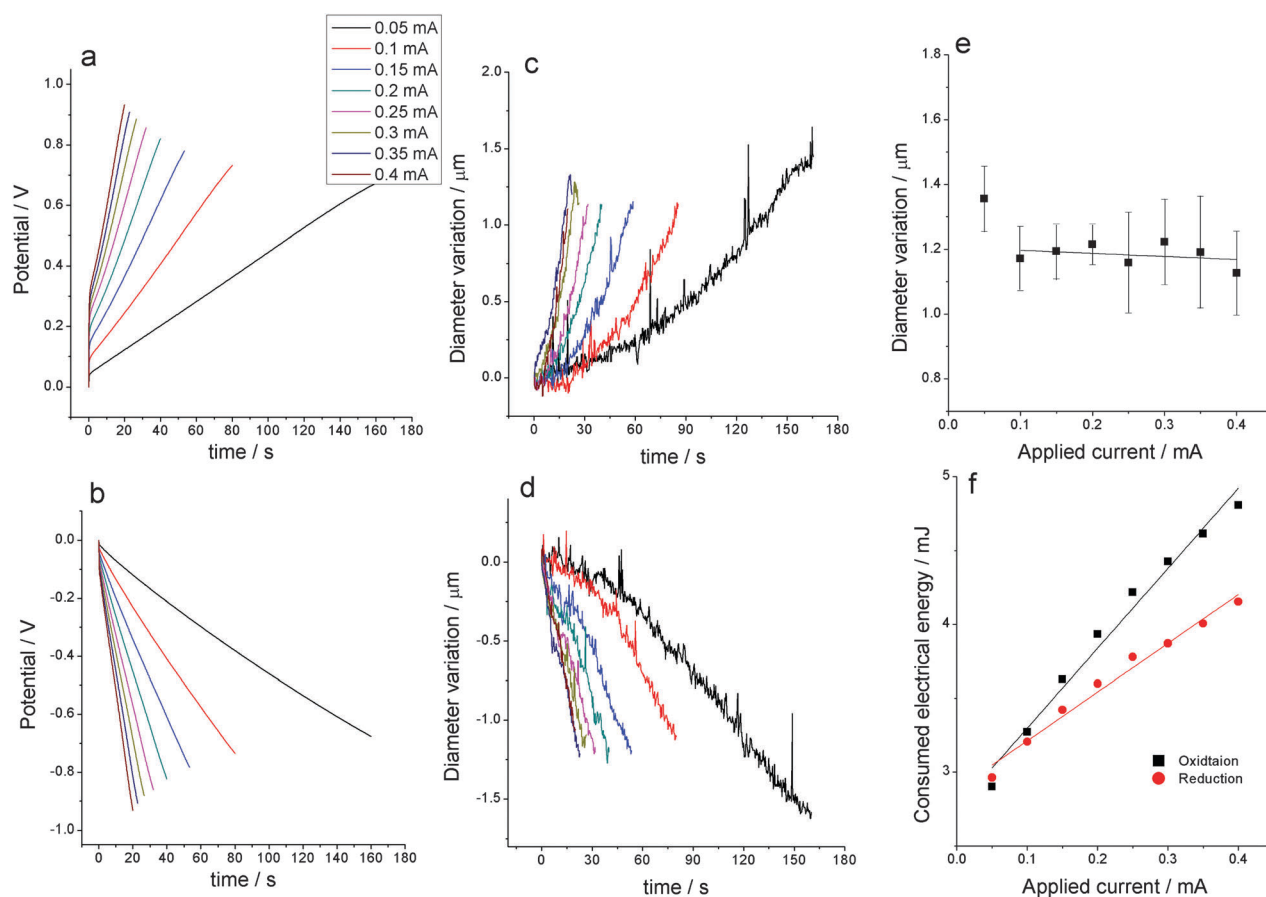 a
0.05 mA
0.1 mA
0.15 mA
0.2 mA
0.25 mA
0.3 mA
0.35 mA
0.4 mA
1.0
0.8
0.6
0.4
0.2
0.0
Potential / V
0 20 40 60 80 100 120 140 160 180
time / s
c
2.0
1.5
1.0
0.5
0.0
Diameter variation / μm
0 30 60 90 120 150 180
time / s
e
1.8
1.6
1.4
1.2
1.0
0.8
Diameter variation / μm
0.0 0.1 0.2 0.3 0.4
Applied current / mA
b
0.0
-0.2
-0.4
-0.6
-0.8
-1.0
Potential / V
0 20 40 60 80 100 120 140 160 180
time / s
d
0.0
-0.5
-1.0
-1.5
Diameter variation / μm
0 30 60 90 120 150 180
time / s
f
5
4
3
Consumed electrical energy / mJ
Oxidtaion
Reduction
0.0 0.1 0.2 0.3 0.4
Applied current / mA